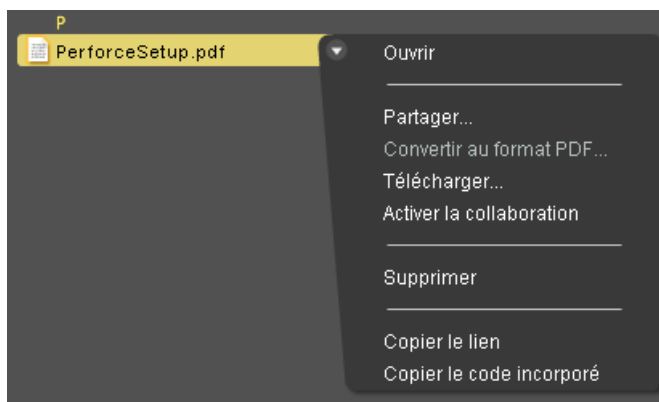 P
PerforceSetup.pdf
Ouvrir
Partager...
Convertir au format PDF...
Télécharger...
Activer la collaboration
Supprimer
Copier le lien
Copier le code incorporé